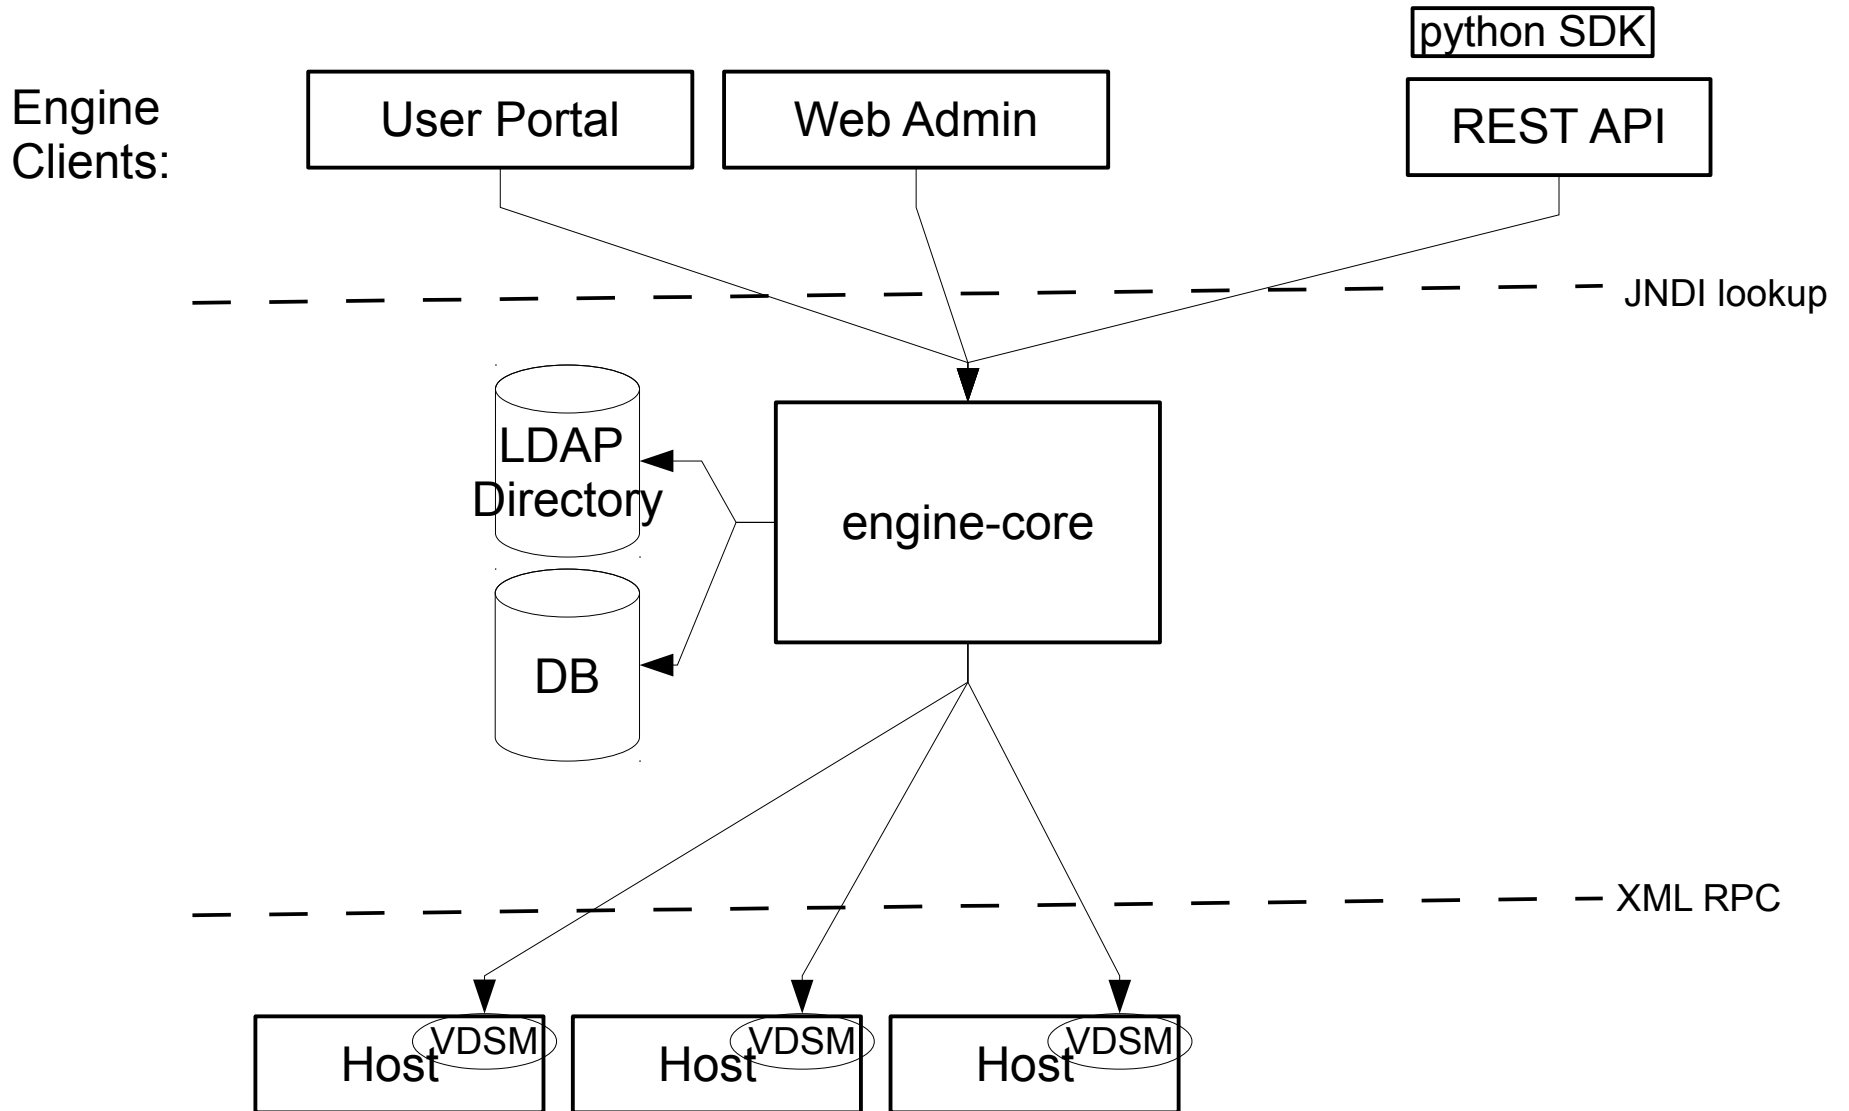 python SDK
Engine
Clients:
User Portal
Web Admin
REST API
JNDI lookup
LDAP
Directory
engine-core
DB
XML RPC
Host
VDSM
Host
VDSM
Host
VDSM